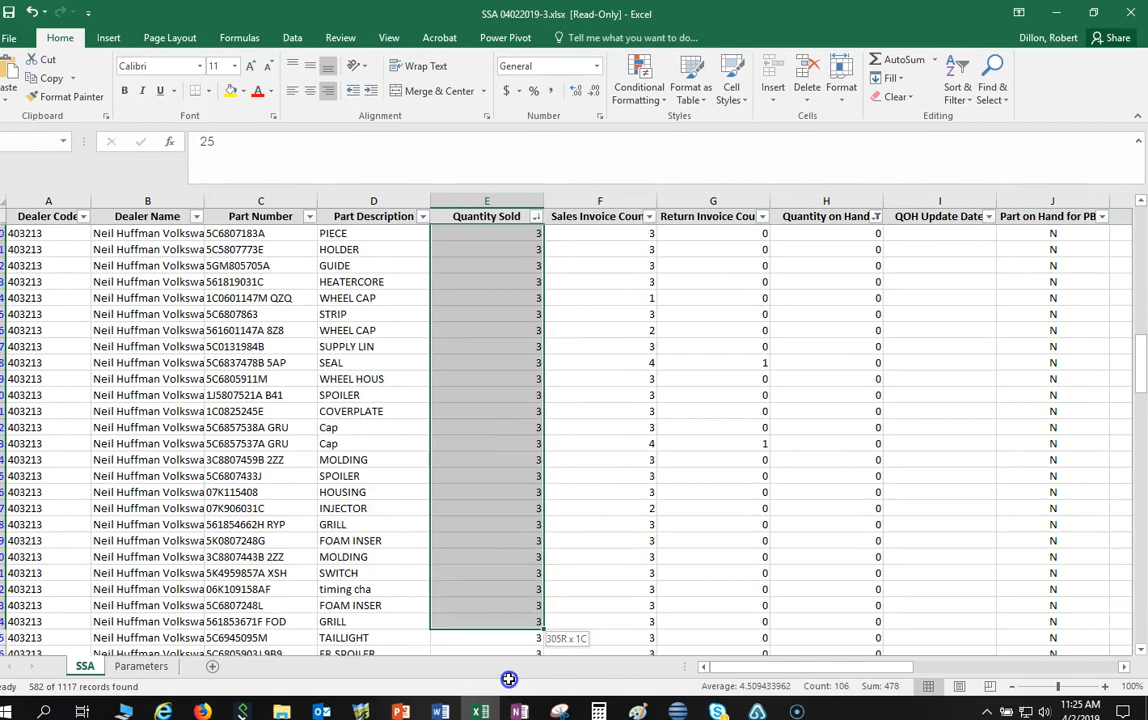 SSA 04022019-3.xlsx [Read-Only] - Excel
File Home Insert Page Layout Formulas Data Review View Acrobat Power Pivot Tell me what you want to do... Dillon, Robert Share
Cut
Copy
Format Painter
Clipboard
Calibri 11
B I U
Font
Wrap Text
Merge & Center
Alignment
General
$ % ,
Number
Conditional Formatting
Format as Table
Cell Styles
Styles
Insert Delete Format
Cells
AutoSum
Fill
Clear
Sort & Filter
Find & Select
Editing
25
A B C D E F G H I J
Dealer Code Dealer Name Part Number Part Description Quantity Sold Sales Invoice Coun Return Invoice Cou Quantity on Hand QOH Update Date Part on Hand for PB
403213 Neil Huffman Volkswa 5C6807183A PIECE 3 3 0 0 N
403213 Neil Huffman Volkswa 5C5807773E HOLDER 3 3 0 0 N
403213 Neil Huffman Volkswa 5GM805705A GUIDE 3 3 0 0 N
403213 Neil Huffman Volkswa 561819031C HEATERCORE 3 3 0 0 N
403213 Neil Huffman Volkswa 1C0601147M QZQ WHEEL CAP 3 1 0 0 N
403213 Neil Huffman Volkswa 5C6807863 STRIP 3 3 0 0 N
403213 Neil Huffman Volkswa 561601147A 8Z8 WHEEL CAP 3 2 0 0 N
403213 Neil Huffman Volkswa 5C0131984B SUPPLY LIN 3 3 0 0 N
403213 Neil Huffman Volkswa 5C6837478B 5AP SEAL 3 4 1 0 N
403213 Neil Huffman Volkswa 5C6805911M WHEEL HOUS 3 3 0 0 N
403213 Neil Huffman Volkswa 1J5807521A B41 SPOILER 3 3 0 0 N
403213 Neil Huffman Volkswa 1C0825245E COVERPLATE 3 3 0 0 N
403213 Neil Huffman Volkswa 5C6857538A GRU Cap 3 3 0 0 N
403213 Neil Huffman Volkswa 5C6857537A GRU Cap 3 4 1 0 N
403213 Neil Huffman Volkswa 3C8807459B 2ZZ MOLDING 3 3 0 0 N
403213 Neil Huffman Volkswa 5C6807433J SPOILER 3 3 0 0 N
403213 Neil Huffman Volkswa 07K115408 HOUSING 3 3 0 0 N
403213 Neil Huffman Volkswa 07K906031C INJECTOR 3 2 0 0 N
403213 Neil Huffman Volkswa 561854662H RYP GRILL 3 3 0 0 N
403213 Neil Huffman Volkswa 5K0807248G FOAM INSER 3 3 0 0 N
403213 Neil Huffman Volkswa 3C8807443B 2ZZ MOLDING 3 3 0 0 N
403213 Neil Huffman Volkswa 5K4959857A XSH SWITCH 3 3 0 0 N
403213 Neil Huffman Volkswa 06K109158AF timing cha 3 3 0 0 N
403213 Neil Huffman Volkswa 5C6807248L FOAM INSER 3 3 0 0 N
403213 Neil Huffman Volkswa 561853671F FOD GRILL 3 3 0 0 N
403213 Neil Huffman Volkswa 5C6945095M TAILLIGHT 3 3 0 0 N
305R x 1C
SSA Parameters
582 of 1117 records found Average: 4.509433962 Count: 106 Sum: 478 100%
11:25 AM